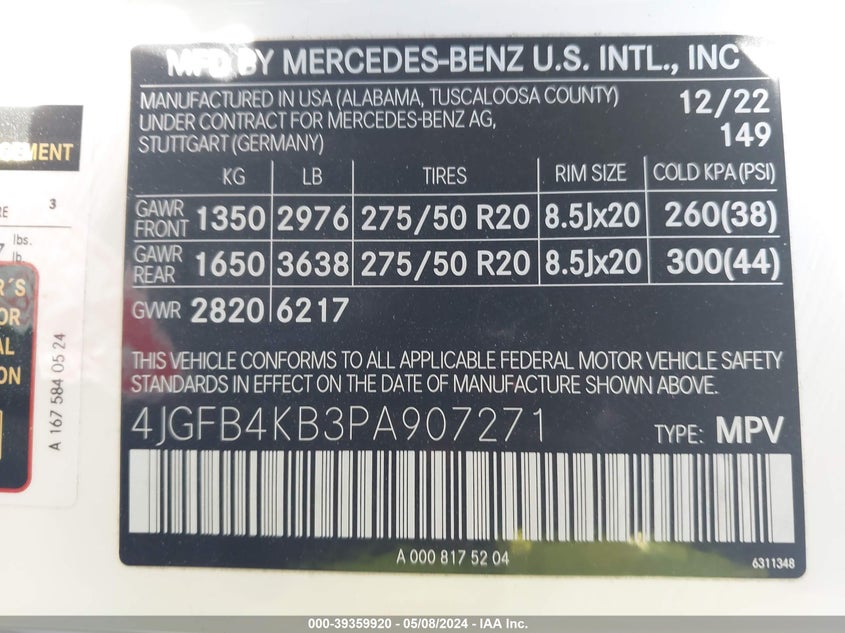 MFD BY MERCEDES-BENZ U.S. INTL., INC
MANUFACTURED IN USA (ALABAMA, TUSCALOOSA COUNTY) 12/22
UNDER CONTRACT FOR MERCEDES-BENZ AG,
STUTTGART (GERMANY) 149
KG LB TIRES RIM SIZE COLD KPA (PSI)
GAWR FRONT 1350 2976 275/50 R20 8.5Jx20 260(38)
GAWR REAR 1650 3638 275/50 R20 8.5Jx20 300(44)
GVWR 2820 6217
THIS VEHICLE CONFORMS TO ALL APPLICABLE FEDERAL MOTOR VEHICLE SAFETY
STANDARDS IN EFFECT ON THE DATE OF MANUFACTURE SHOWN ABOVE.
4JGFB4KB3PA907271 TYPE: MPV
A 000 817 52 04
6311348
3
lbs.
lb.
A 167 584 05 24
000-39359920 - 05/08/2024 - IAA Inc.